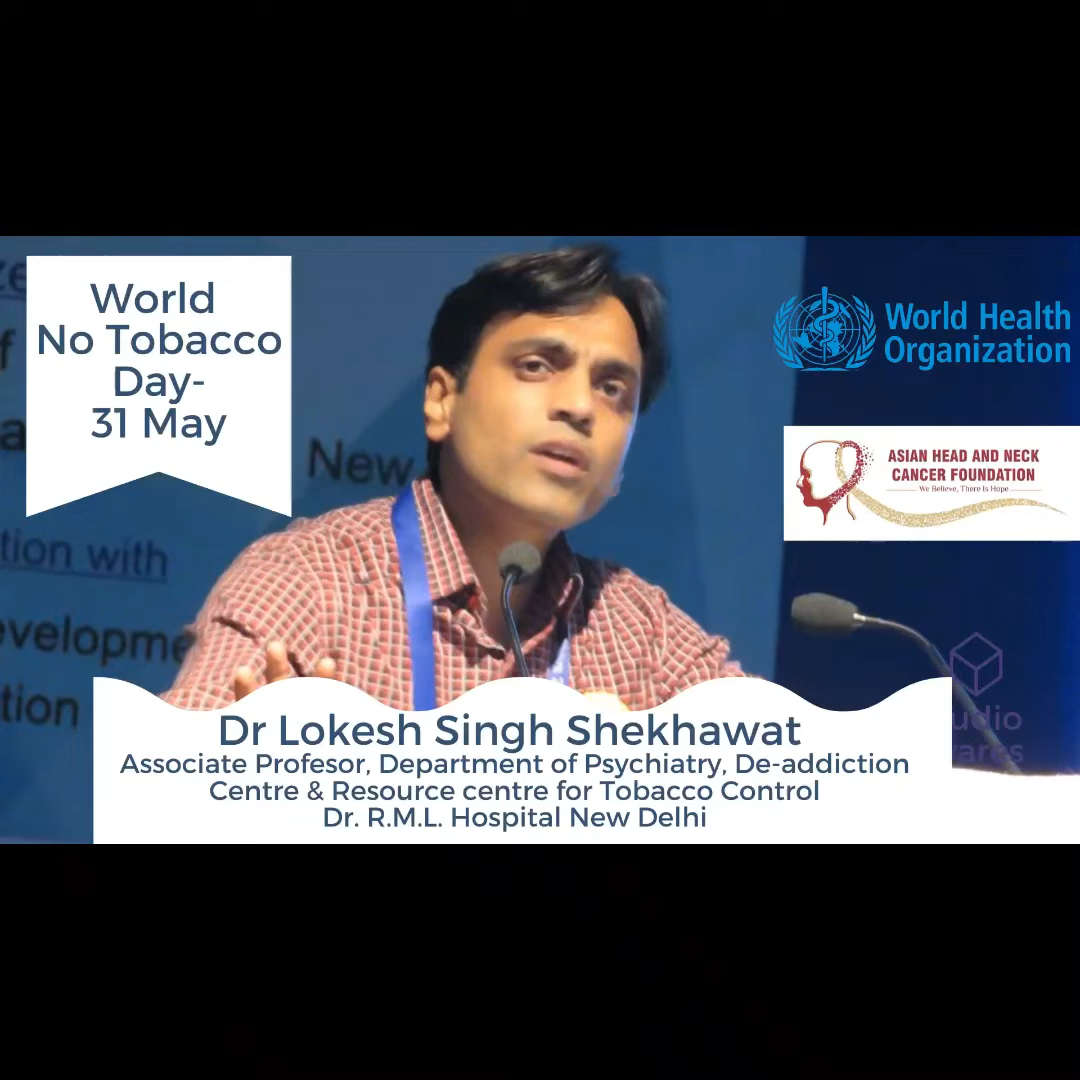 World
No Tobacco
Day-
31 May
New
tion with
tion
World Health
Organization
ASIAN HEAD AND NECK
CANCER FOUNDATION
We Believe, There Is Hope
Dr Lokesh Singh Shekhawat
Associate Profesor, Department of Psychiatry, De-addiction
Centre & Resource centre for Tobacco Control
Dr. R.M.L. Hospital New Delhi